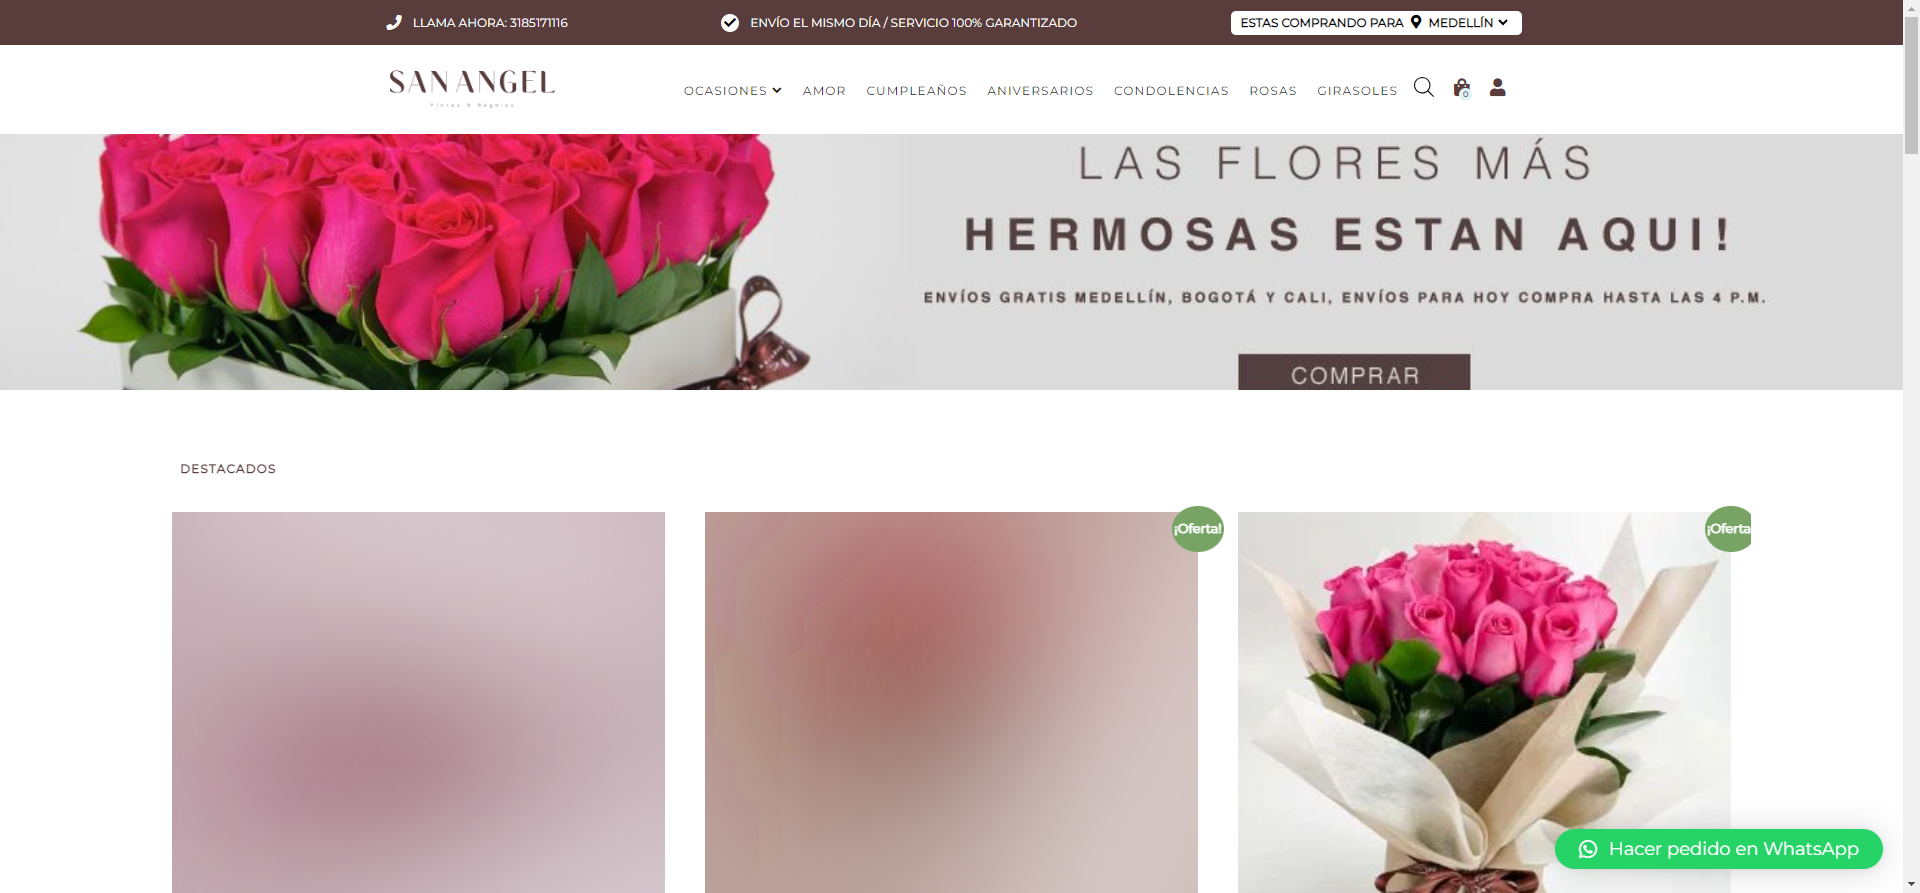 LLAMA AHORA: 3185171116
ENVÍO EL MISMO DÍA / SERVICIO 100% GARANTIZADO
ESTAS COMPRANDO PARA MEDELLÍN
SAN ANGEL
Flores & Regalos
OCASIONES AMOR CUMPLEAÑOS ANIVERSARIOS CONDOLENCIAS ROSAS GIRASOLES
0
LAS FLORES MÁS
HERMOSAS ESTAN AQUI!
ENVÍOS GRATIS MEDELLÍN, BOGOTÁ Y CALI, ENVÍOS PARA HOY COMPRA HASTA LAS 4 P.M.
COMPRAR
DESTACADOS
¡Oferta!
¡Oferta
Hacer pedido en WhatsApp